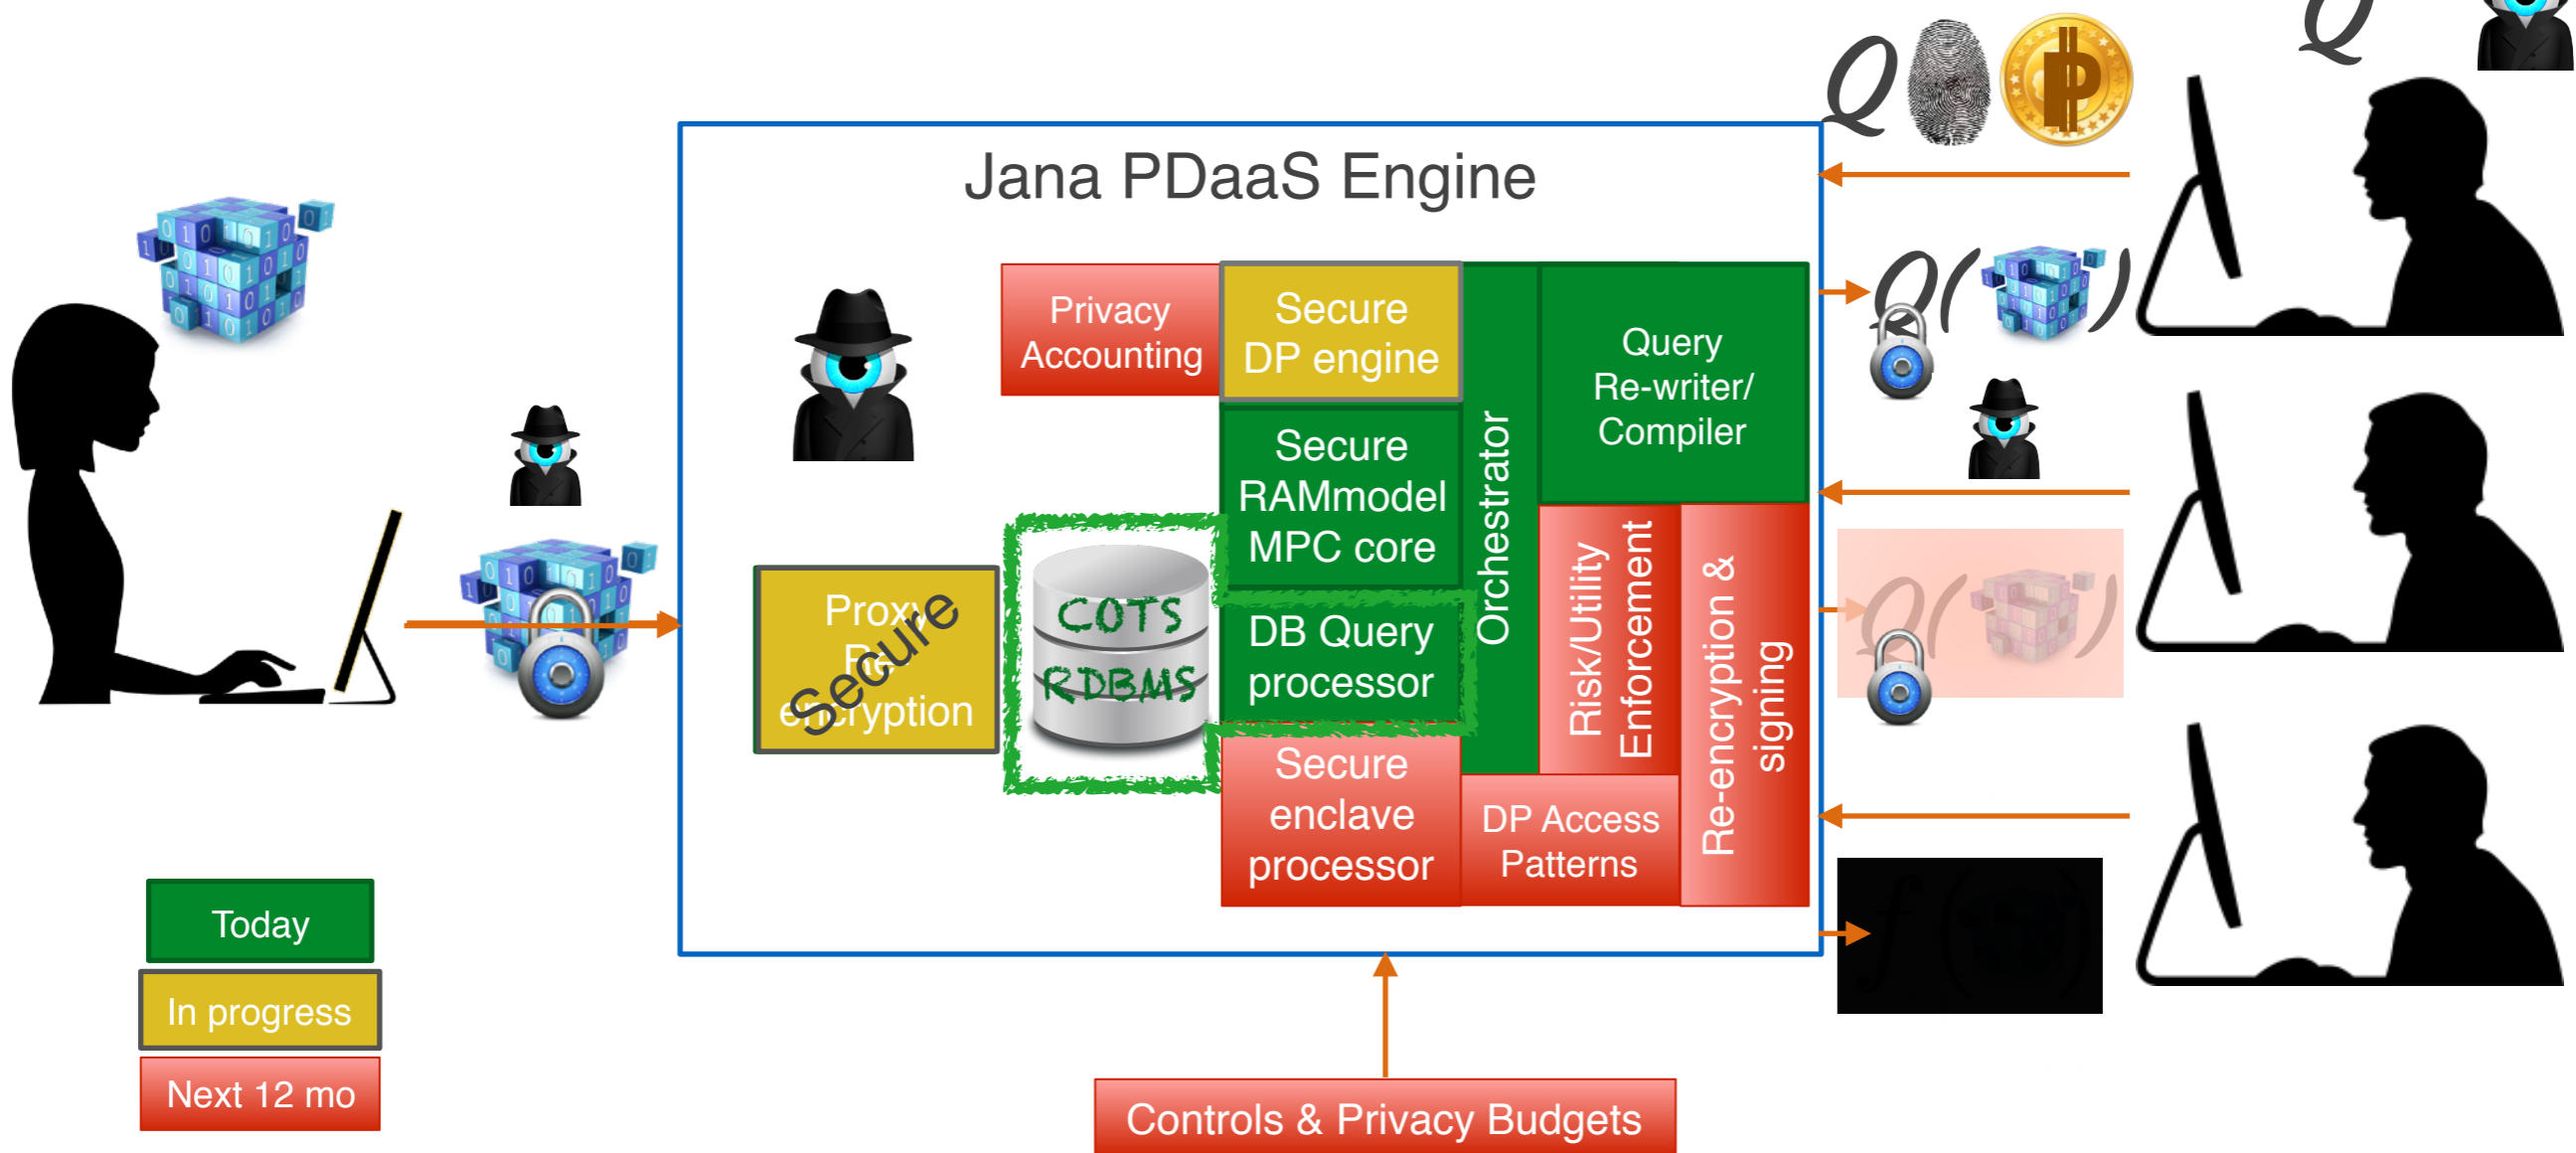 Q
Q
Jana PDaaS Engine
Privacy
Accounting
Secure
DP engine
Query
Re-writer/
Compiler
Q( )
Secure
RAMmodel
MPC core
Orchestrator
Proxy
Re
encryption
Secure
COTS
RDBMS
DB Query
processor
Risk/Utility
Enforcement
Re-encryption &
signing
Q( )
Secure
enclave
processor
DP Access
Patterns
f ( )
Today
In progress
Next 12 mo
Controls & Privacy Budgets